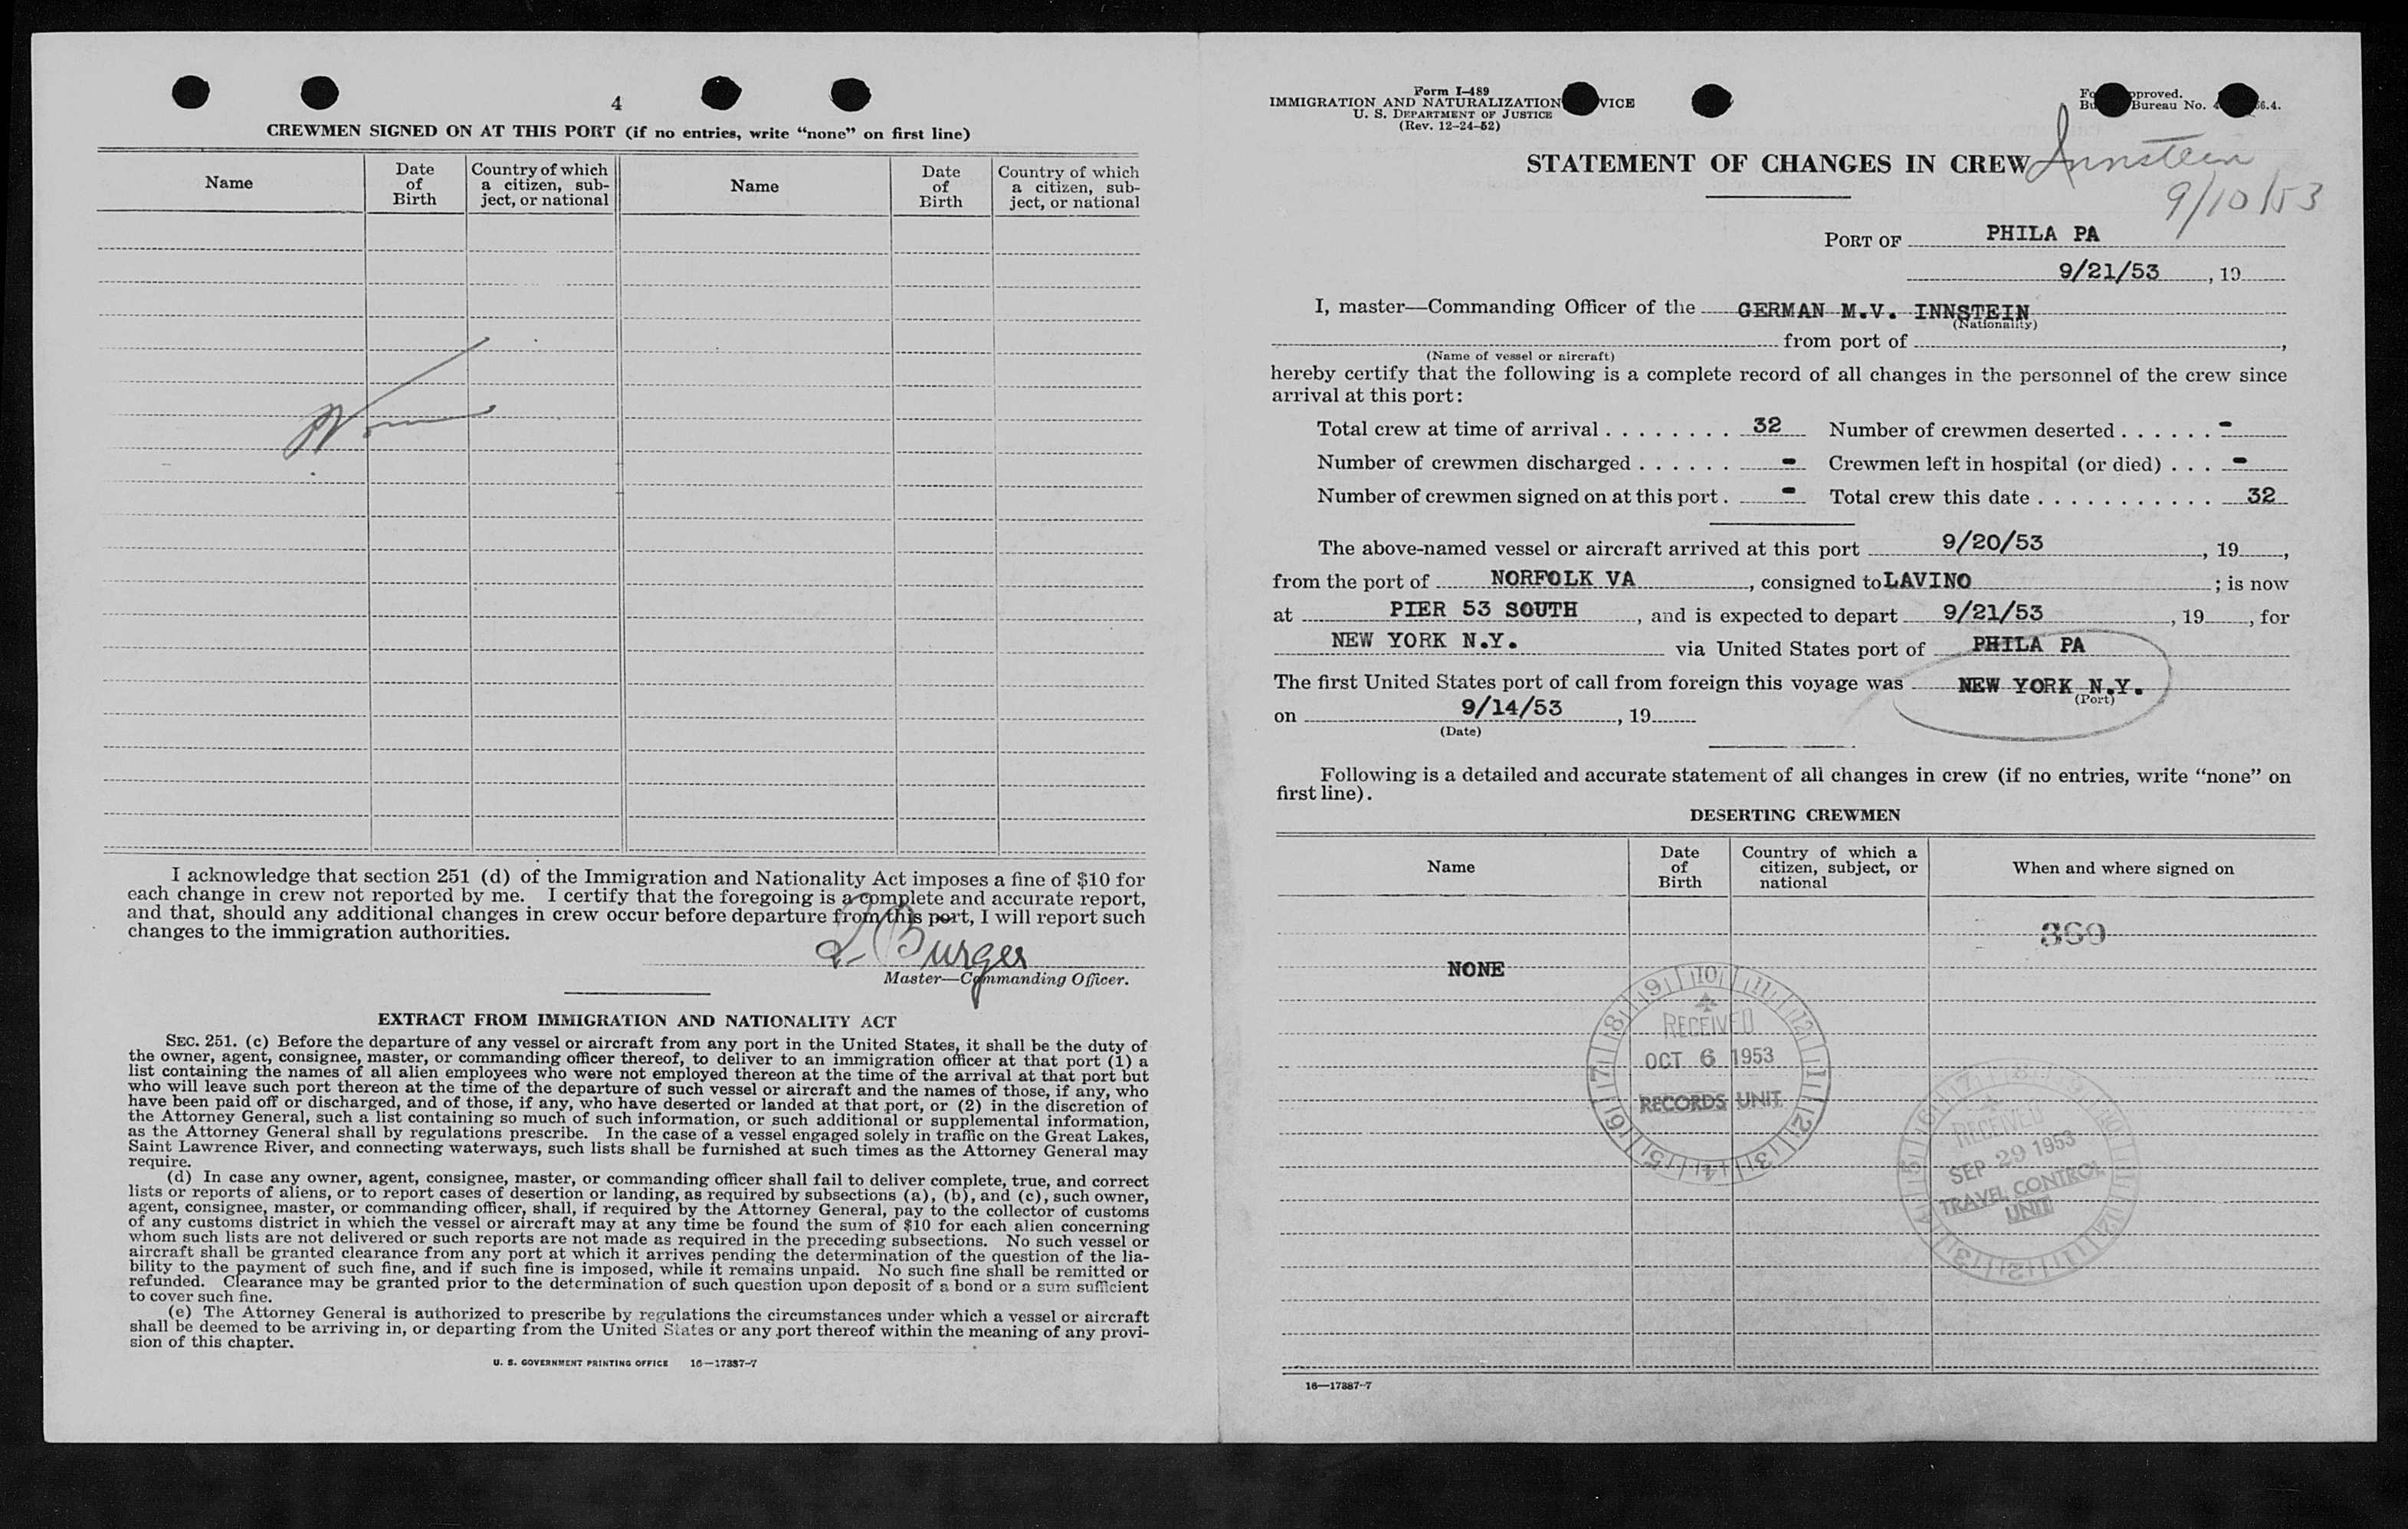 4
CREWMEN SIGNED ON AT THIS PORT (if no entries, write “none” on first line)
Name
Date of Birth
Country of which a citizen, sub-
ject, or national
Name
Date of Birth
Country of which a citizen, sub-
ject, or national
None
I acknowledge that section 251 (d) of the Immigration and Nationality Act imposes a fine of $10 for
each change in crew not reported by me. I certify that the foregoing is a complete and accurate report,
and that, should any additional changes in crew occur before departure from this port, I will report such
changes to the immigration authorities.
Burger
Master—Commanding Officer.
EXTRACT FROM IMMIGRATION AND NATIONALITY ACT
SEC. 251. (c) Before the departure of any vessel or aircraft from any port in the United States, it shall be the duty of
the owner, agent, consignee, master, or commanding officer thereof, to deliver to an immigration officer at that port (1) a
list containing the names of all alien employees who were not employed thereon at the time of the arrival at that port but
who will leave such port thereon at the time of the departure of such vessel or aircraft and the names of those, if any, who
have been paid off or discharged, and of those, if any, who have deserted or landed at that port, or (2) in the discretion of
the Attorney General, such a list containing so much of such information, or such additional or supplemental information,
as the Attorney General shall by regulations prescribe. In the case of a vessel engaged solely in traffic on the Great Lakes,
Saint Lawrence River, and connecting waterways, such lists shall be furnished at such times as the Attorney General may
require.
(d) In case any owner, agent, consignee, master, or commanding officer shall fail to deliver complete, true, and correct
lists or reports of aliens, or to report cases of desertion or landing, as required by subsections (a), (b), and (c), such owner,
agent, consignee, master, or commanding officer, shall, if required by the Attorney General, pay to the collector of customs
of any customs district in which the vessel or aircraft may at any time be found the sum of $10 for each alien concerning
whom such lists are not delivered or such reports are not made as required in the preceding subsections. No such vessel or
aircraft shall be granted clearance from any port at which it arrives pending the determination of the question of the lia-
bility to the payment of such fine, and if such fine is imposed, while it remains unpaid. No such fine shall be remitted or
refunded. Clearance may be granted prior to the determination of such question upon deposit of a bond or a sum sufficient
to cover such fine.
(e) The Attorney General is authorized to prescribe by regulations the circumstances under which a vessel or aircraft
shall be deemed to be arriving in, or departing from the United States or any port thereof within the meaning of any provi-
sion of this chapter.
U. S. GOVERNMENT PRINTING OFFICE 16—17387-7
Form I-489
IMMIGRATION AND NATURALIZATION VICE
U. S. DEPARTMENT OF JUSTICE
(Rev. 12-24-52)
proved.
Bureau No.
STATEMENT OF CHANGES IN CREW Innstein
9/10/53
PORT OF PHILA PA
9/21/53, 19
I, master—Commanding Officer of the GERMAN M.V. INNSTEIN
(Nationality)
from port of ,
(Name of vessel or aircraft)
hereby certify that the following is a complete record of all changes in the personnel of the crew since
arrival at this port:
Total crew at time of arrival . . . . . . . . 32 Number of crewmen deserted . . . . . . -
Number of crewmen discharged . . . . . . - Crewmen left in hospital (or died) . . . -
Number of crewmen signed on at this port . - Total crew this date . . . . . . . . . . . 32
The above-named vessel or aircraft arrived at this port 9/20/53, 19 ,
from the port of NORFOLK VA, consigned to LAVINO; is now
at PIER 53 SOUTH, and is expected to depart 9/21/53, 19 , for
NEW YORK N.Y. via United States port of PHILA PA
The first United States port of call from foreign this voyage was NEW YORK N.Y.
(Port)
on 9/14/53, 19
(Date)
Following is a detailed and accurate statement of all changes in crew (if no entries, write “none” on
first line).
DESERTING CREWMEN
Name
Date of Birth
Country of which a citizen, subject, or national
When and where signed on
369
NONE
RECEIVED
OCT 6 1953
RECORDS UNIT
RECEIVED
SEP 29 1953
TRAVEL CONTROL
UNIT
16—17387-7